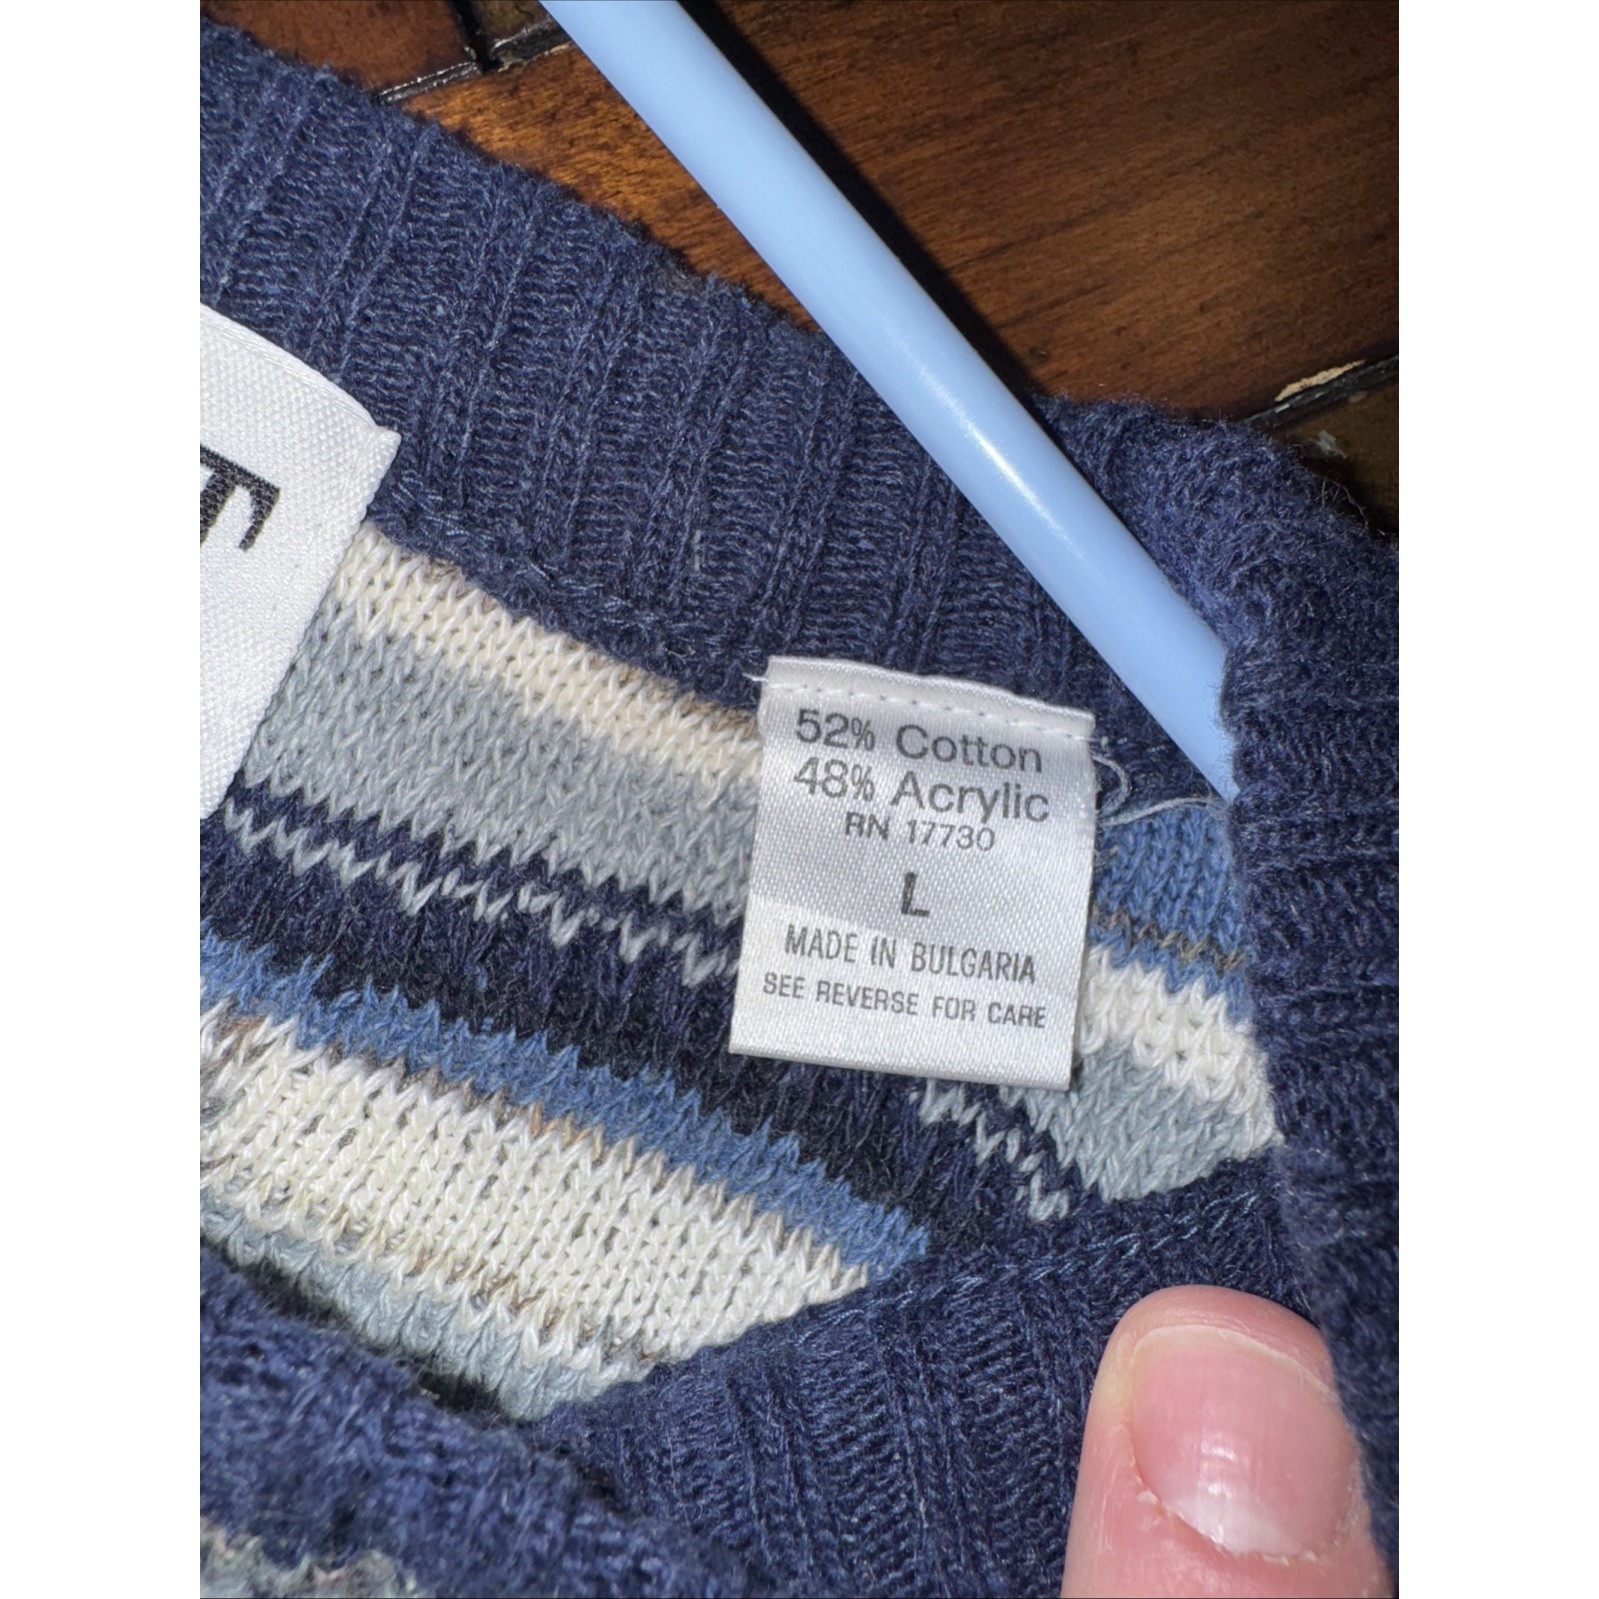 T
52% Cotton
48% Acrylic
RN 17730
L
MADE IN BULGARIA
SEE REVERSE FOR CARE